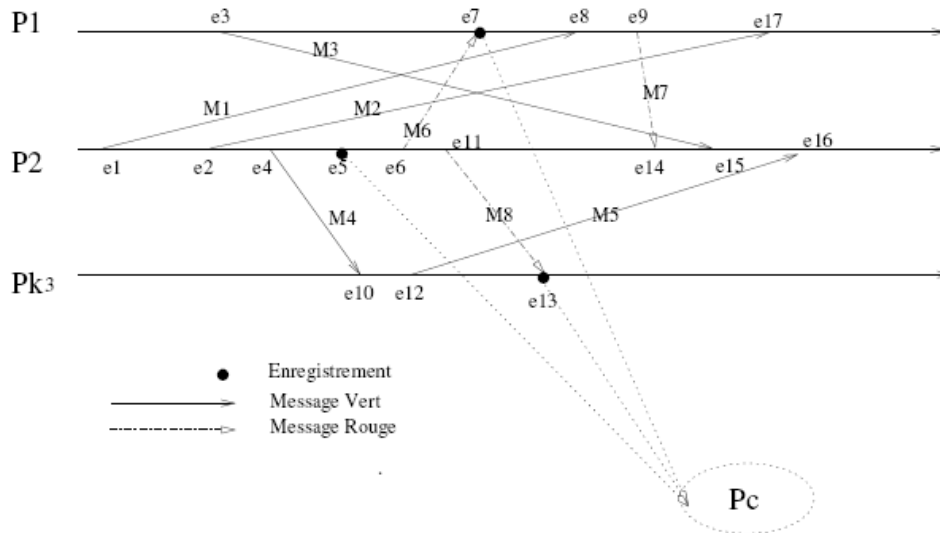 P1
e3
e7
e8
e9
e17
M3
M1
M2
M6
M7
P2
e1
e2
e4
e5
e6
e11
e14
e15
e16
M4
M8
M5
Pk3
e10
e12
e13
Enregistrement
Message Vert
Message Rouge
Pc